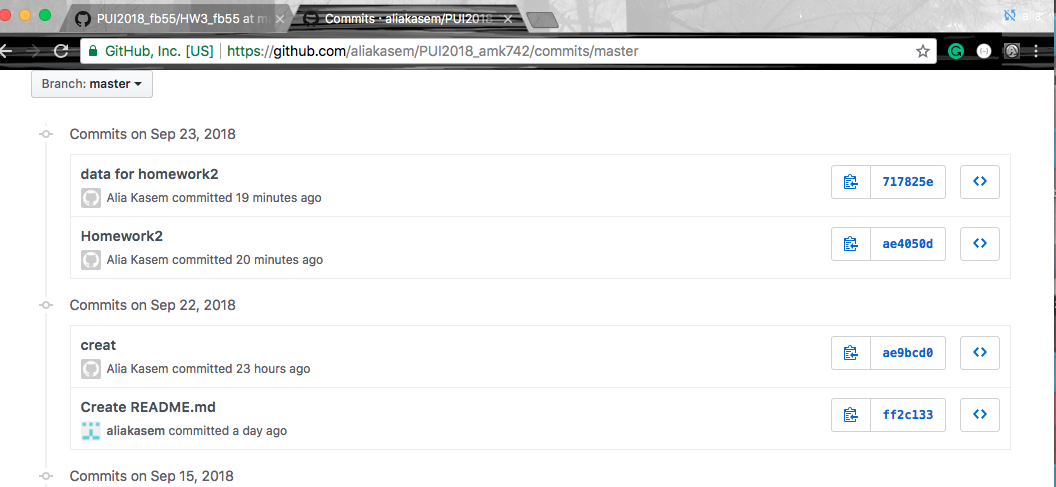 PUI2018_fb55/HW3_fb55 at m
Commits · aliakasem/PUI2018
GitHub, Inc. [US] https://github.com/aliakasem/PUI2018_amk742/commits/master
Branch: master
Commits on Sep 23, 2018
data for homework2
717825e
Alia Kasem committed 19 minutes ago
Homework2
ae4050d
Alia Kasem committed 20 minutes ago
Commits on Sep 22, 2018
creat
ae9bcd0
Alia Kasem committed 23 hours ago
Create README.md
ff2c133
aliakasem committed a day ago
Commits on Sep 15, 2018